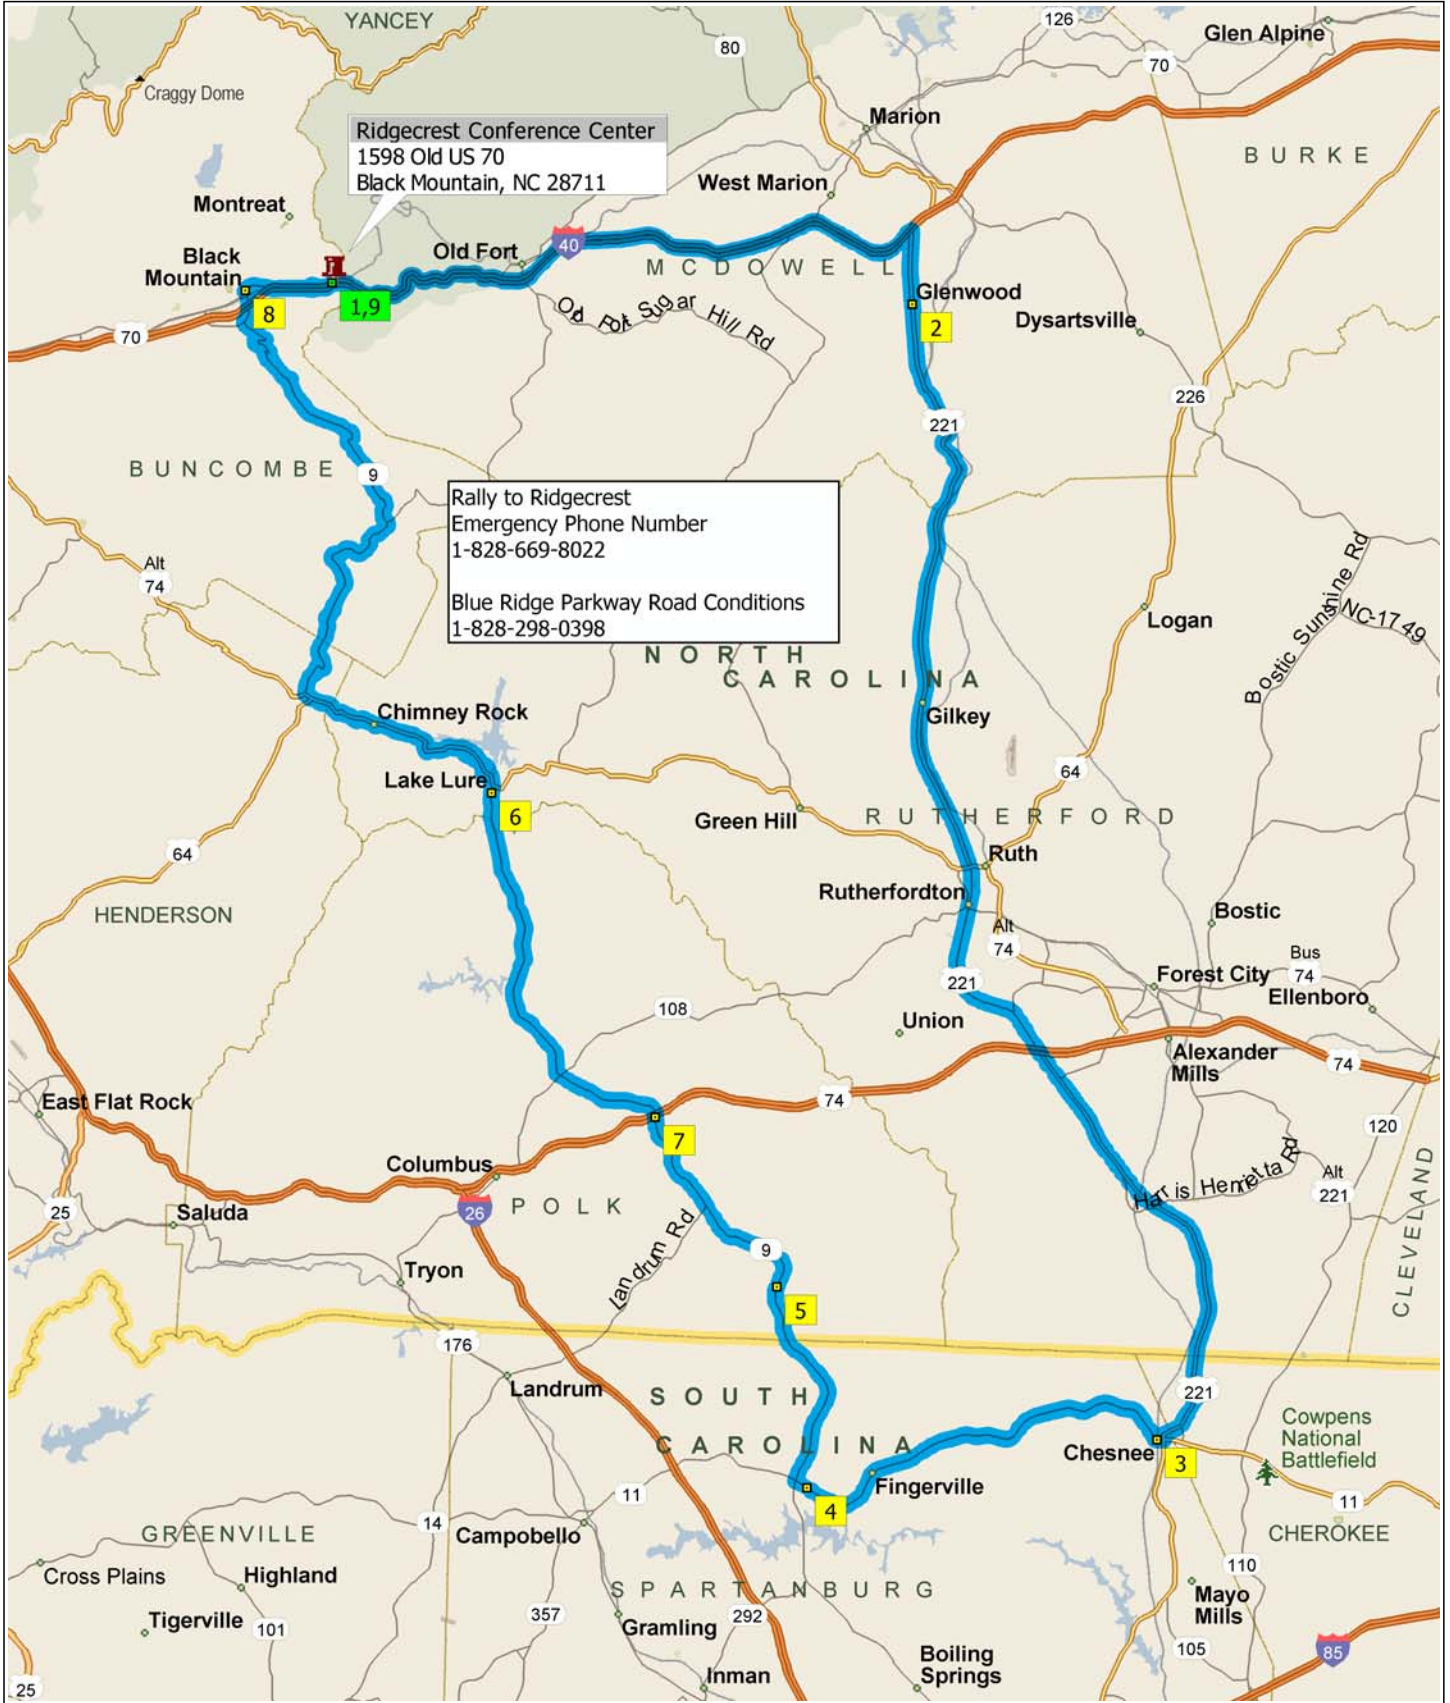 YANCEY
126
Glen Alpine
80
70
Craggy Dome
Marion
Ridgecrest Conference Center
1598 Old US 70
Black Mountain, NC 28711
BURKE
West Marion
Montreat
Old Fort
40
Black
Mountain
MCDOWELL
Glenwood
1,9
8
Old Fort Sugar Hill Rd
Dysartsville
2
70
226
221
BUNCOMBE
9
Rally to Ridgecrest
Emergency Phone Number
1-828-669-8022
Blue Ridge Parkway Road Conditions
1-828-298-0398
Alt
74
Bostic Sunshine Rd
NC-1749
Logan
NORTH
CAROLINA
Chimney Rock
Gilkey
Lake Lure
64
6
Green Hill
RUTHERFORD
64
Ruth
Rutherfordton
HENDERSON
Bostic
Alt
74
Bus
74
Forest City
221
Ellenboro
108
Union
Alexander
Mills
74
East Flat Rock
74
120
7
Columbus
Harris Henrietta Rd
Alt
221
CLEVELAND
25
Saluda
26
POLK
Landrum Rd
9
Tryon
5
176
Landrum
SOUTH
CAROLINA
221
Cowpens
National
Battlefield
Chesnee
3
Fingerville
11
4
11
14
GREENVILLE
Campobello
CHEROKEE
110
Cross Plains
Highland
SPARTANBURG
Mayo
Mills
Tigerville
101
357
Gramling
292
105
85
Boiling
Springs
Inman
25